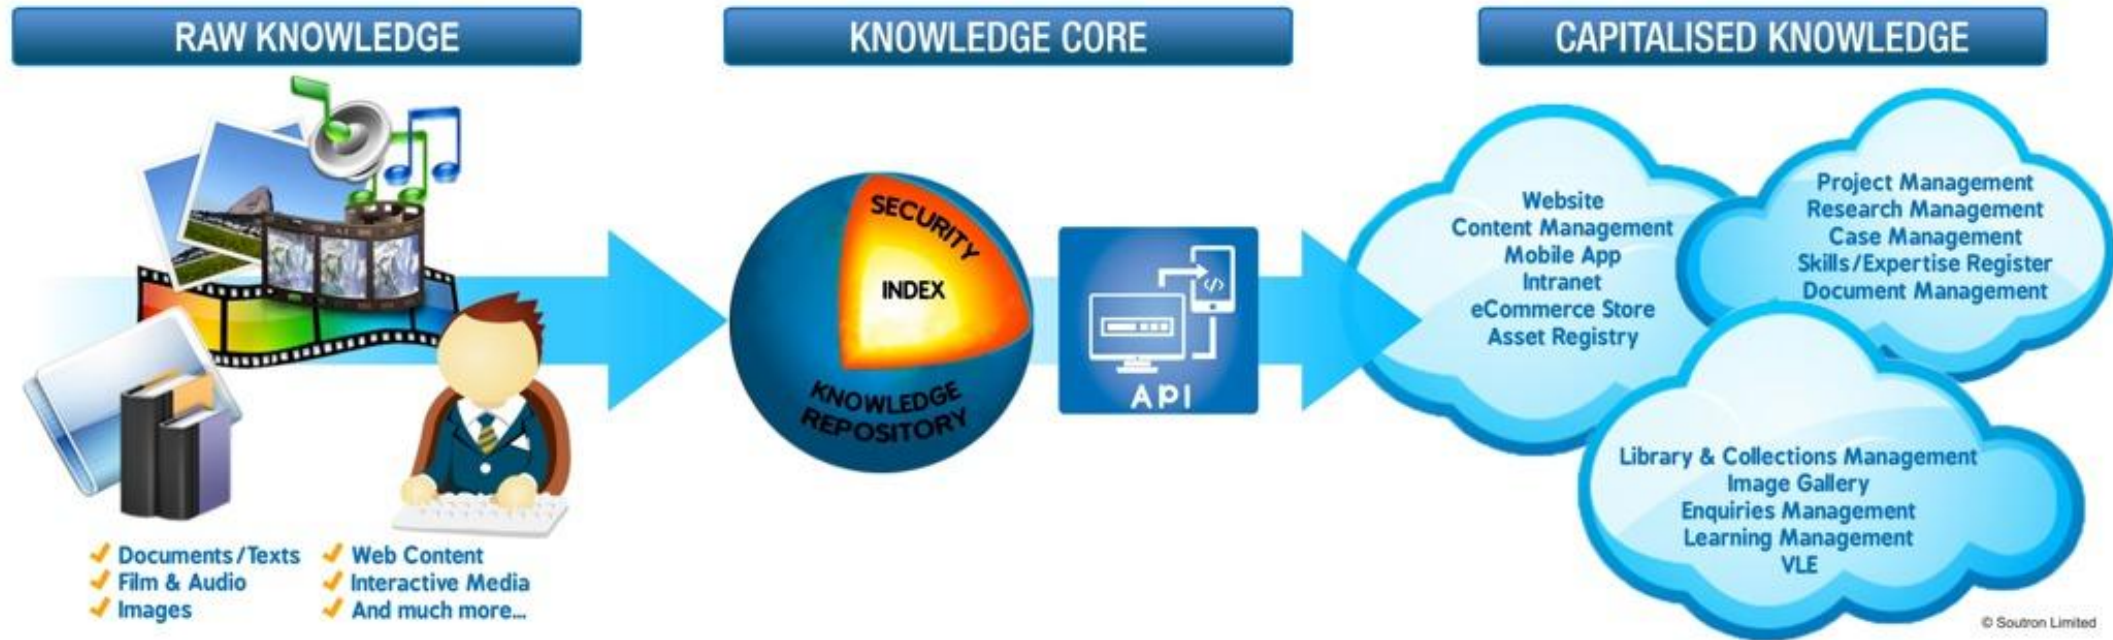 RAW KNOWLEDGE
Documents/Texts
Film & Audio
Images
Web Content
Interactive Media
And much more...
KNOWLEDGE CORE
SECURITY
INDEX
KNOWLEDGE
REPOSITORY
API
CAPITALISED KNOWLEDGE
Website
Content Management
Mobile App
Intranet
eCommerce Store
Asset Registry
Project Management
Research Management
Case Management
Skills/Expertise Register
Document Management
Library & Collections Management
Image Gallery
Enquiries Management
Learning Management
VLE
© Soutron Limited